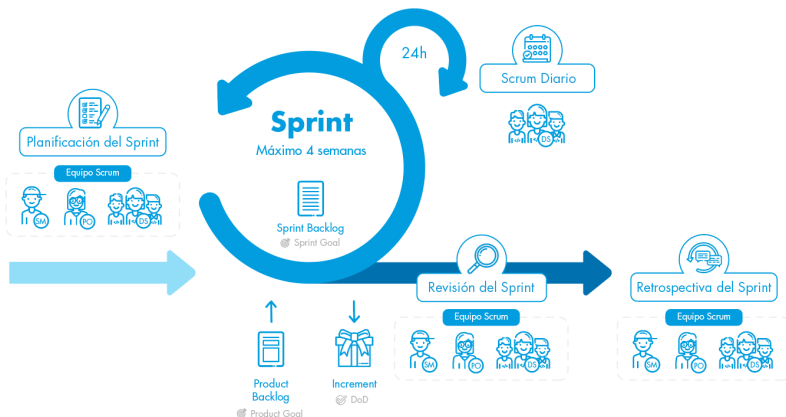 24h
Scrum Diario
DS
Sprint
Máximo 4 semanas
Planificación del Sprint
Equipo Scrum
SM
PO
DS
Sprint Backlog
Sprint Goal
Revisión del Sprint
Equipo Scrum
SM
PO
DS
Retrospectiva del Sprint
Equipo Scrum
SM
PO
DS
Product
Backlog
Product Goal
Increment
DoD